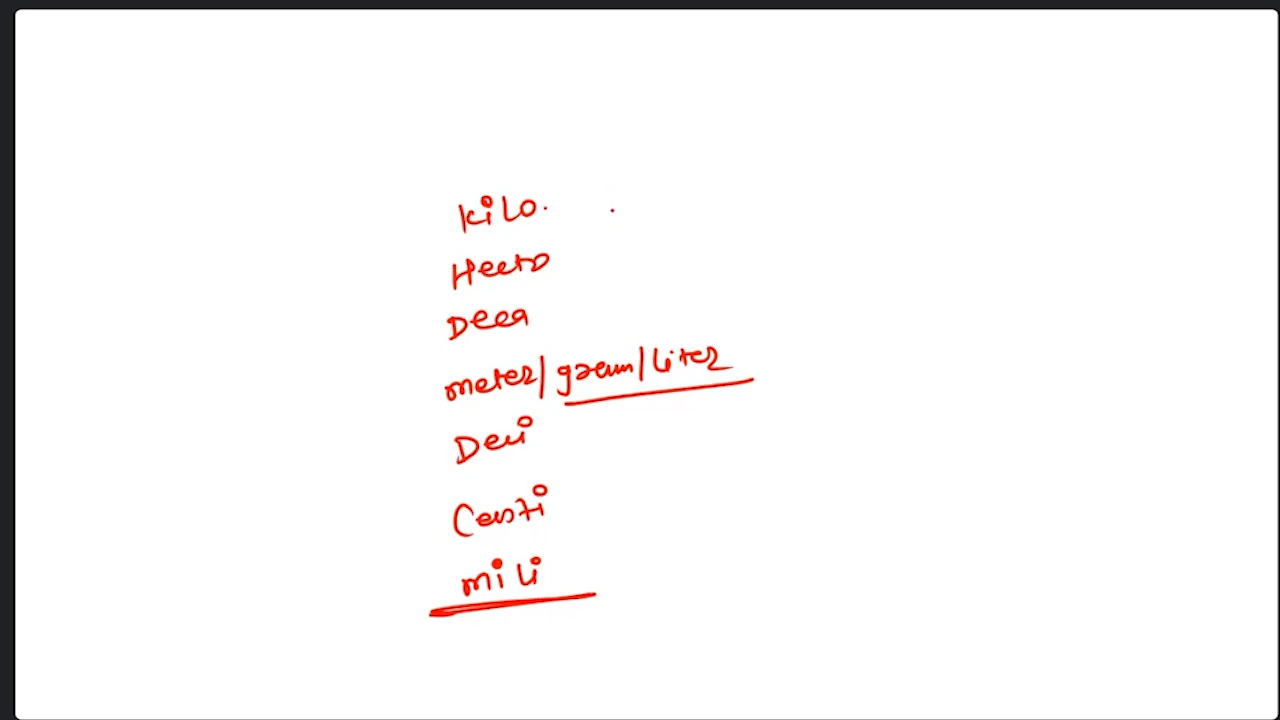 Kilo.
Hecto
Deca
meter/gram/liter
Deci
Centi
mili